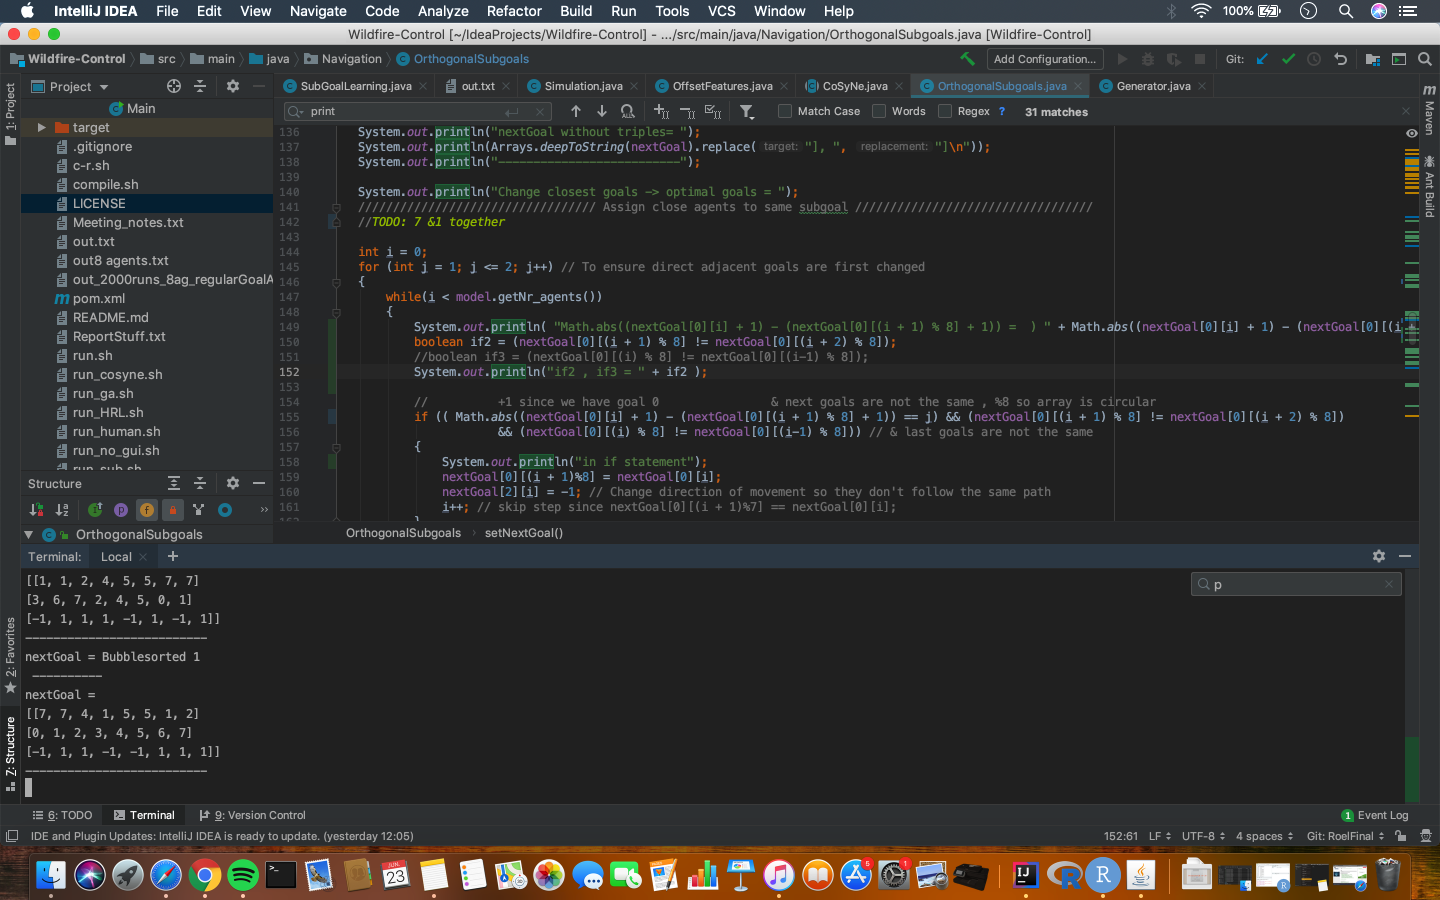 IntelliJ IDEA File Edit View Navigate Code Analyze Refactor Build Run Tools VCS Window Help 100%
Wildfire-Control [~/IdeaProjects/Wildfire-Control] - .../src/main/java/Navigation/OrthogonalSubgoals.java [Wildfire-Control]
Wildfire-Control src main java Navigation OrthogonalSubgoals Add Configuration... Git:
Project SubGoalLearning.java out.txt Simulation.java OffsetFeatures.java CoSyNe.java OrthogonalSubgoals.java Generator.java
1: Project
Main
target
.gitignore
c-r.sh
compile.sh
LICENSE
Meeting_notes.txt
out.txt
out8 agents.txt
out_2000runs_8ag_regularGoalA
pom.xml
README.md
ReportStuff.txt
run.sh
run_cosyne.sh
run_ga.sh
run_HRL.sh
run_human.sh
run_no_gui.sh
run_sub.sh
print Match Case Words Regex ? 31 matches
136 System.out.println("nextGoal without triples= ");
137 System.out.println(Arrays.deepToString(nextGoal).replace( target: "], ", replacement: "]\n"));
138 System.out.println("--------------------------");
139
140 System.out.println("Change closest goals -> optimal goals = ");
141 ////////////////////////////////// Assign close agents to same subgoal //////////////////////////////////
142 //TODO: 7 &1 together
143
144 int i = 0;
145 for (int j = 1; j <= 2; j++) // To ensure direct adjacent goals are first changed
146 {
147 while(i < model.getNr_agents())
148 {
149 System.out.println( "Math.abs((nextGoal[0][i] + 1) - (nextGoal[0][(i + 1) % 8] + 1)) =  ) " + Math.abs((nextGoal[0][i] + 1) - (nextGoal[0][(i +
150 boolean if2 = (nextGoal[0][(i + 1) % 8] != nextGoal[0][(i + 2) % 8]);
151 //boolean if3 = (nextGoal[0][(i) % 8] != nextGoal[0][(i-1) % 8]);
152 System.out.println("if2 , if3 = " + if2 );
153
154 // +1 since we have goal 0 & next goals are not the same , %8 so array is circular
155 if (( Math.abs((nextGoal[0][i] + 1) - (nextGoal[0][(i + 1) % 8] + 1)) == j) && (nextGoal[0][(i + 1) % 8] != nextGoal[0][(i + 2) % 8])
156 && (nextGoal[0][(i) % 8] != nextGoal[0][(i-1) % 8])) // & last goals are not the same
157 {
158 System.out.println("in if statement");
159 nextGoal[0][(i + 1)%8] = nextGoal[0][i];
160 nextGoal[2][i] = -1; // Change direction of movement so they don't follow the same path
161 i++; // skip step since nextGoal[0][(i + 1)%7] == nextGoal[0][i];
162 }
Maven
Ant Build
Structure
OrthogonalSubgoals
OrthogonalSubgoals setNextGoal()
Terminal: Local +
p
[[1, 1, 2, 4, 5, 5, 7, 7]
[3, 6, 7, 2, 4, 5, 0, 1]
[-1, 1, 1, 1, -1, 1, -1, 1]]
--------------------------
nextGoal = Bubblesorted 1
----------
nextGoal =
[[7, 7, 4, 1, 5, 5, 1, 2]
[0, 1, 2, 3, 4, 5, 6, 7]
[-1, 1, 1, -1, -1, 1, 1, 1]]
--------------------------
2: Favorites
Z: Structure
6: TODO Terminal 9: Version Control 1 Event Log
IDE and Plugin Updates: IntelliJ IDEA is ready to update. (yesterday 12:05) 152:61 LF UTF-8 4 spaces Git: RoelFinal
JUN 23 5 1 IJ R R